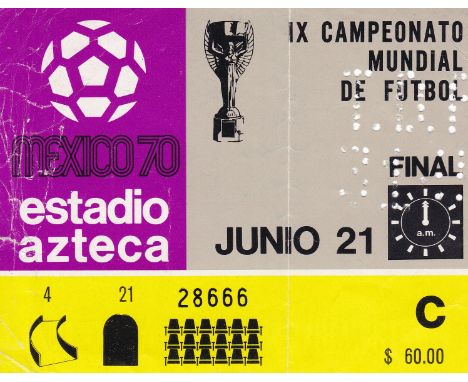 IX CAMPEONATO
MUNDIAL
DE FUTBOL
MEXICO 70
FINAL
estadio
azteca
JUNIO 21
a.m.
4
21
28666
C
$ 60.00